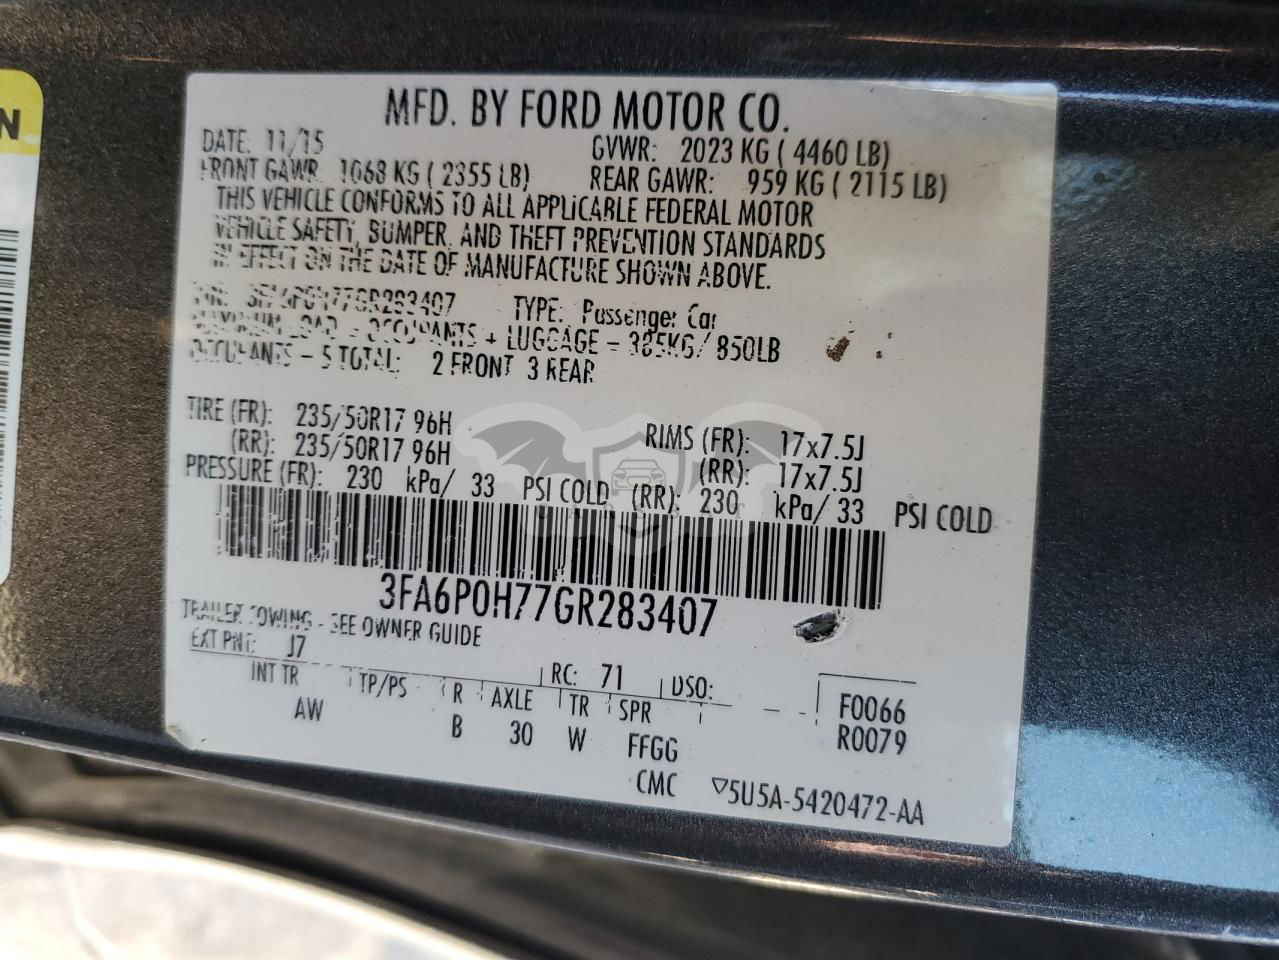 N
MFD. BY FORD MOTOR CO.
DATE: 11/15 GVWR: 2023 KG ( 4460 LB)
FRONT GAWR: 1068 KG ( 2355 LB) REAR GAWR: 959 KG ( 2115 LB)
THIS VEHICLE CONFORMS TO ALL APPLICABLE FEDERAL MOTOR
VEHICLE SAFETY, BUMPER, AND THEFT PREVENTION STANDARDS
IN EFFECT ON THE DATE OF MANUFACTURE SHOWN ABOVE.
VIN: 3FA6P0H77GR283407 TYPE: Passenger Car
MAXIMUM LOAD = OCCUPANTS + LUGGAGE = 385KG/ 850LB
OCCUPANTS - 5 TOTAL: 2 FRONT 3 REAR
TIRE (FR): 235/50R17 96H RIMS (FR): 17x7.5J
(RR): 235/50R17 96H (RR): 17x7.5J
PRESSURE (FR): 230 kPa/ 33 PSI COLD (RR): 230 kPa/ 33 PSI COLD
3FA6P0H77GR283407
TRAILER TOWING - SEE OWNER GUIDE
EXT PNT: J7 RC: 71 DSO:
INT TR TP/PS R AXLE TR SPR F0066
AW B 30 W FFGG R0079
CMC ▽5U5A-5420472-AA